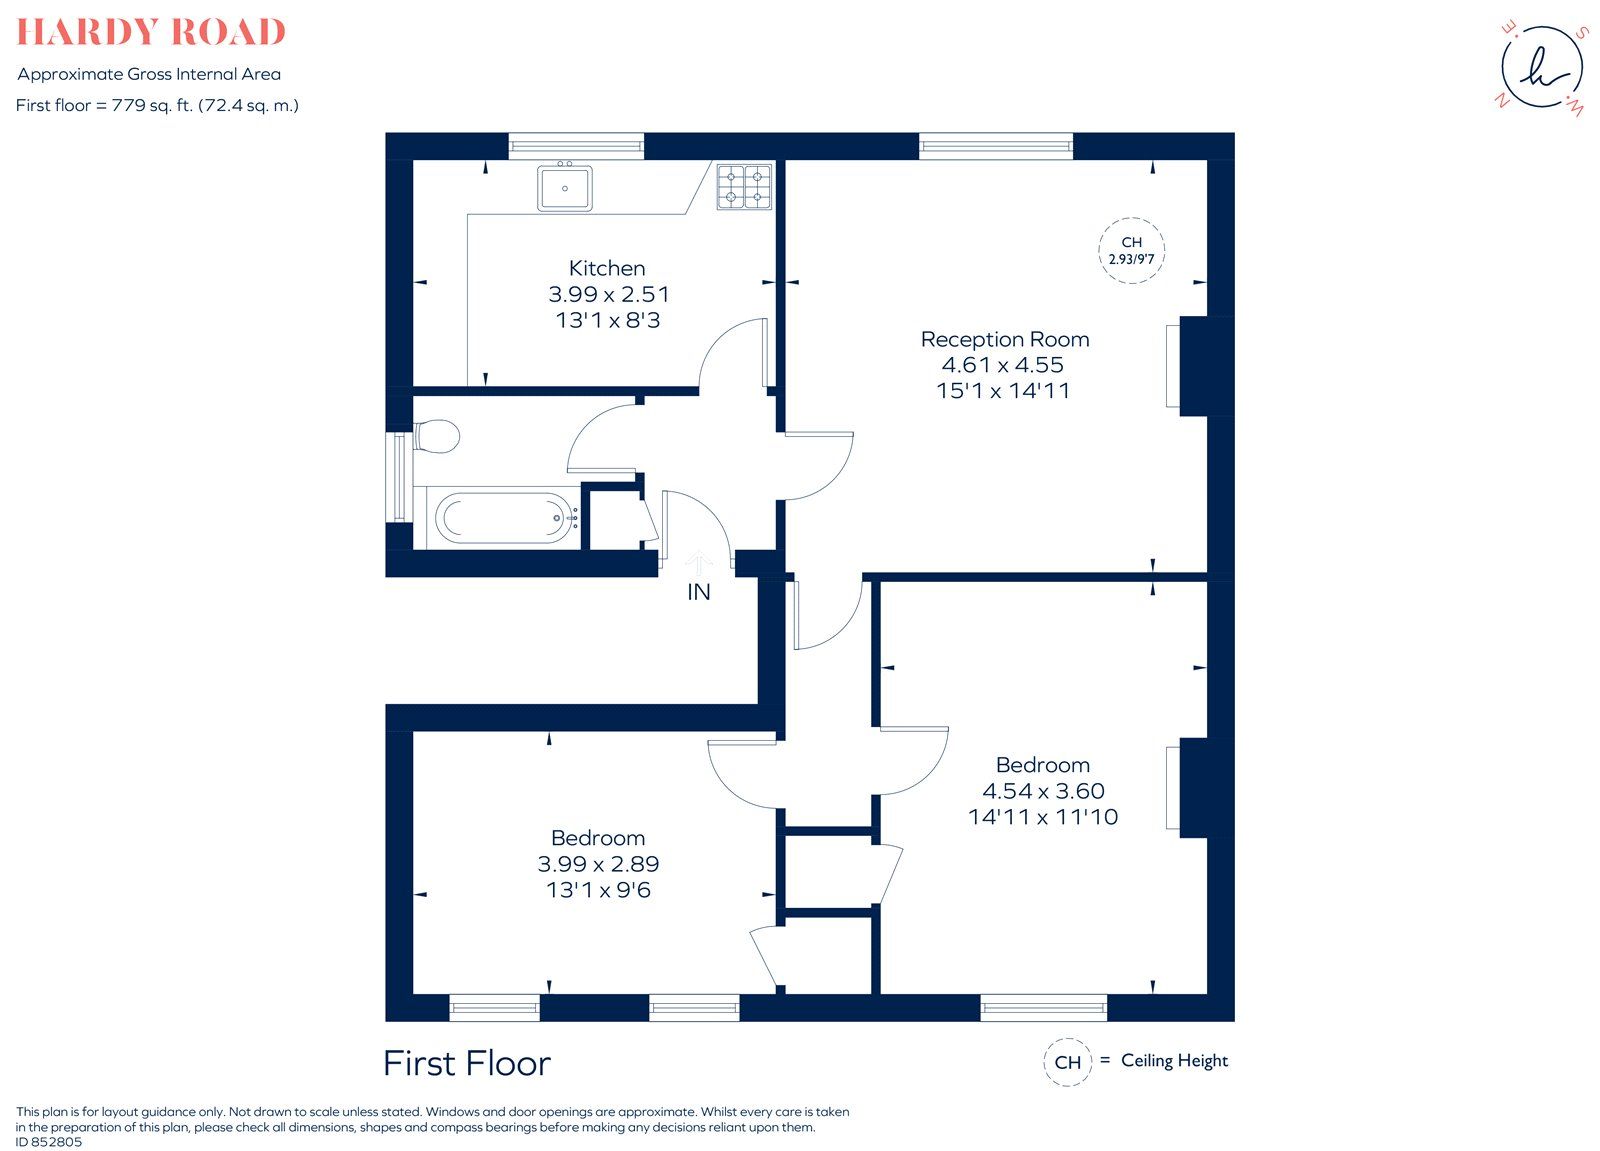 HARDY ROAD
Approximate Gross Internal Area
First floor = 779 sq. ft. (72.4 sq. m.)
E
S
N
W
Kitchen
3.99 x 2.51
13'1 x 8'3
CH
2.93/9'7
Reception Room
4.61 x 4.55
15'1 x 14'11
IN
Bedroom
4.54 x 3.60
14'11 x 11'10
Bedroom
3.99 x 2.89
13'1 x 9'6
First Floor
CH = Ceiling Height
This plan is for layout guidance only. Not drawn to scale unless stated. Windows and door openings are approximate. Whilst every care is taken
in the preparation of this plan, please check all dimensions, shapes and compass bearings before making any decisions reliant upon them.
ID 852805